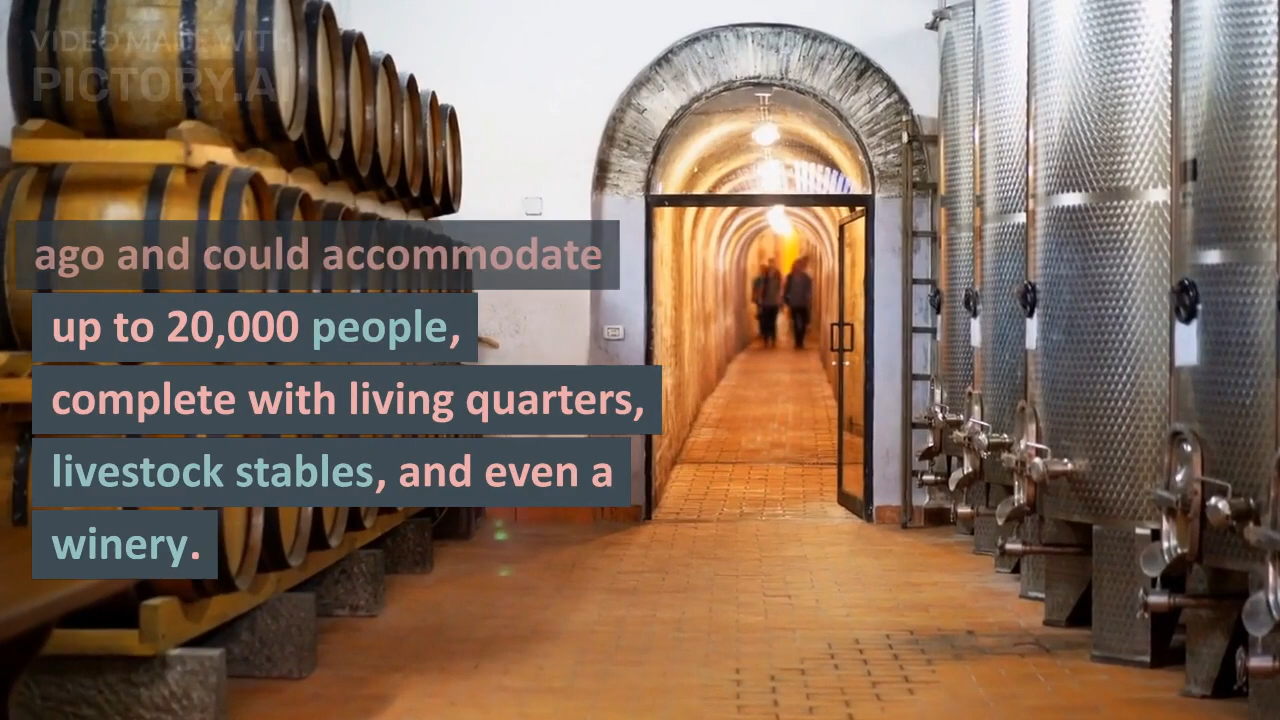 VIDEO MADE WITH
PICTORY.AI
ago and could accommodate
up to 20,000 people,
complete with living quarters,
livestock stables, and even a
winery.